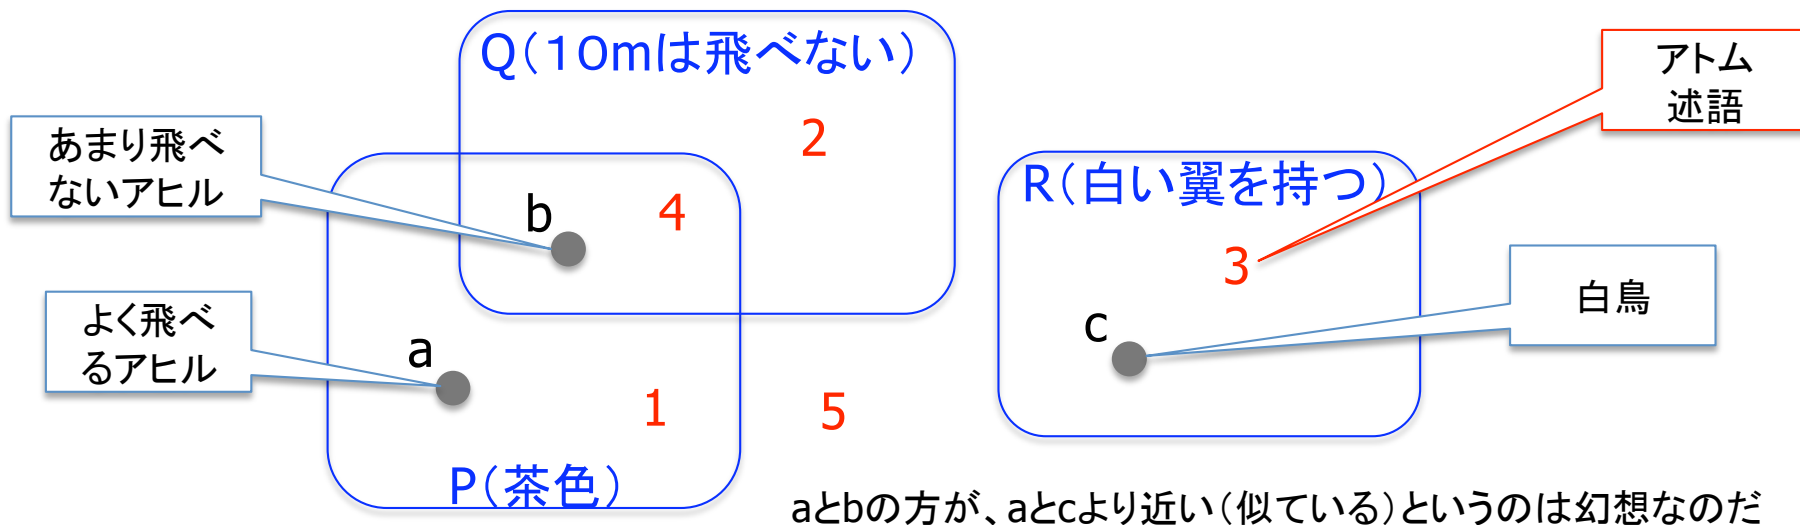 Q(10mは飛べない)
アトム
述語
2
あまり飛べ
ないアヒル
R(白い翼を持つ)
b
4
3
白鳥
よく飛べ
るアヒル
a
c
1
5
P(茶色)
aとbの方が、aとcより近い(似ている)というのは幻想なのだ